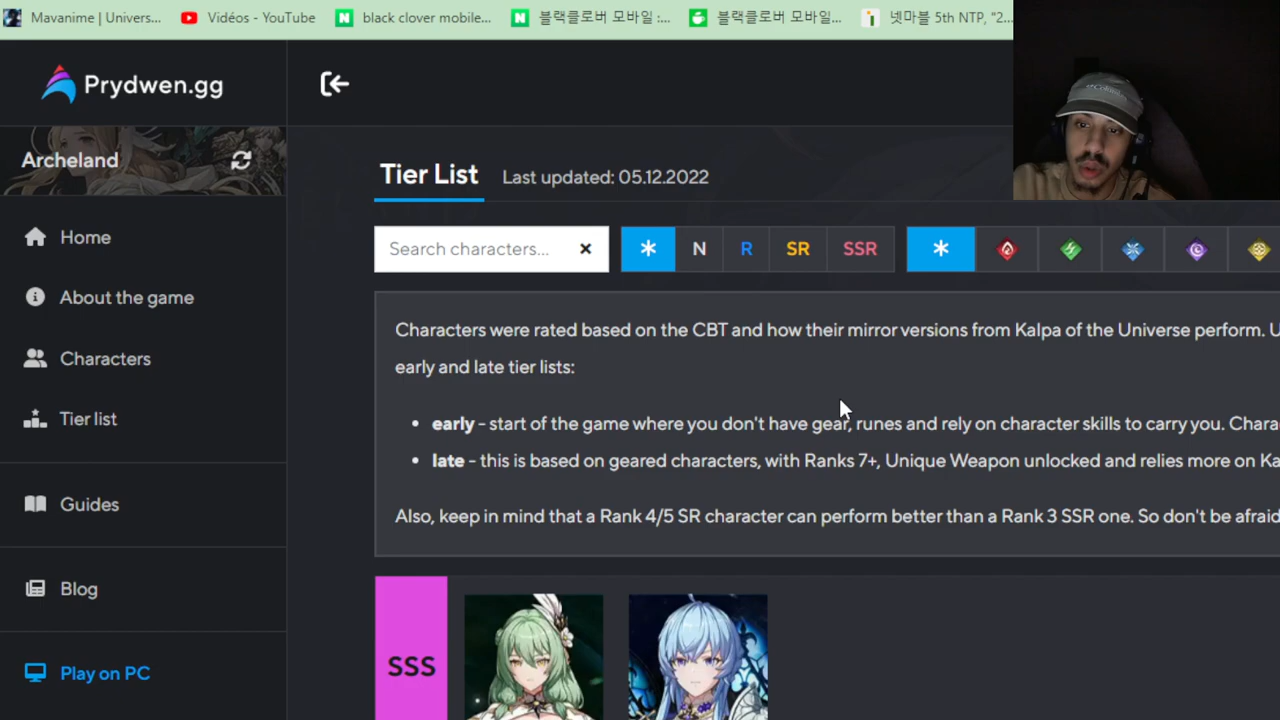 Mavanime | Univers...
Vidéos - YouTube
black clover mobile...
블랙클로버 모바일 :...
블랙클로버 모바일...
넷마블 5th NTP, "2...
Prydwen.gg
Archeland
Tier List
Last updated: 05.12.2022
Search characters...
N
R
SR
SSR
Home
About the game
Characters
Tier list
Guides
Blog
Play on PC
Characters were rated based on the CBT and how their mirror versions from Kalpa of the Universe perform. U
early and late tier lists:
• early - start of the game where you don't have gear, runes and rely on character skills to carry you. Chara
• late - this is based on geared characters, with Ranks 7+, Unique Weapon unlocked and relies more on Ka
Also, keep in mind that a Rank 4/5 SR character can perform better than a Rank 3 SSR one. So don't be afraid
SSS